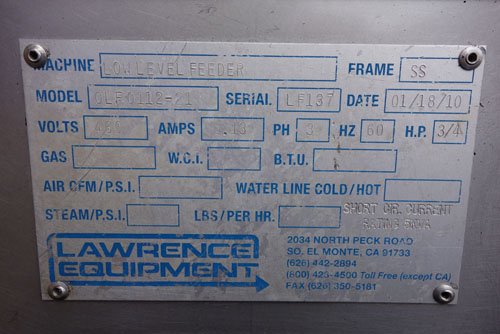 MACHINE LOW LEVEL FEEDER FRAME SS
MODEL SERIAL LF137 DATE 01/18/10
VOLTS AMPS PH 3 HZ 60 H.P. 3/4
GAS W.C.I. B.T.U.
AIR CFM/P.S.I. WATER LINE COLD/HOT
STEAM/P.S.I. LBS/PER HR. SHORT CIR. CURRENT
RATING 5KA
LAWRENCE
EQUIPMENT
2034 NORTH PECK ROAD
SO. EL MONTE, CA 91733
(626) 442-2894
(800) 423-4500 Toll Free (except CA)
FAX (626) 350-5181